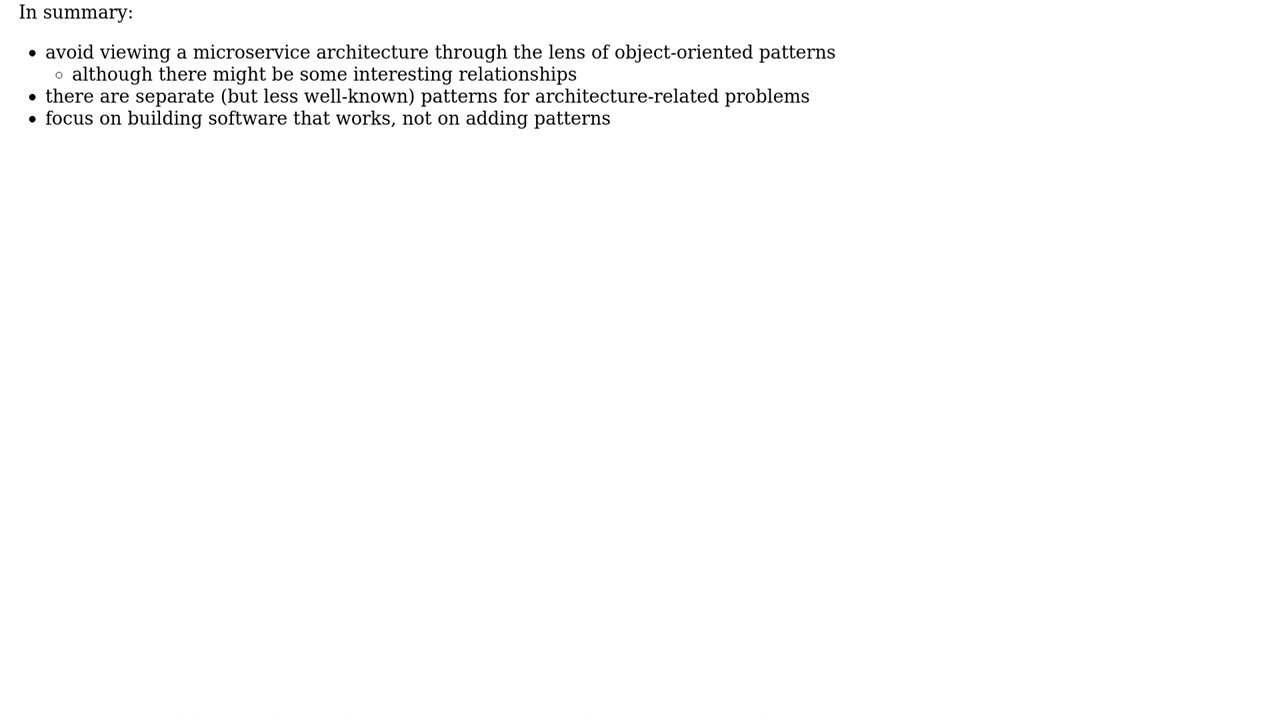 In summary:
avoid viewing a microservice architecture through the lens of object-oriented patterns
although there might be some interesting relationships
there are separate (but less well-known) patterns for architecture-related problems
focus on building software that works, not on adding patterns